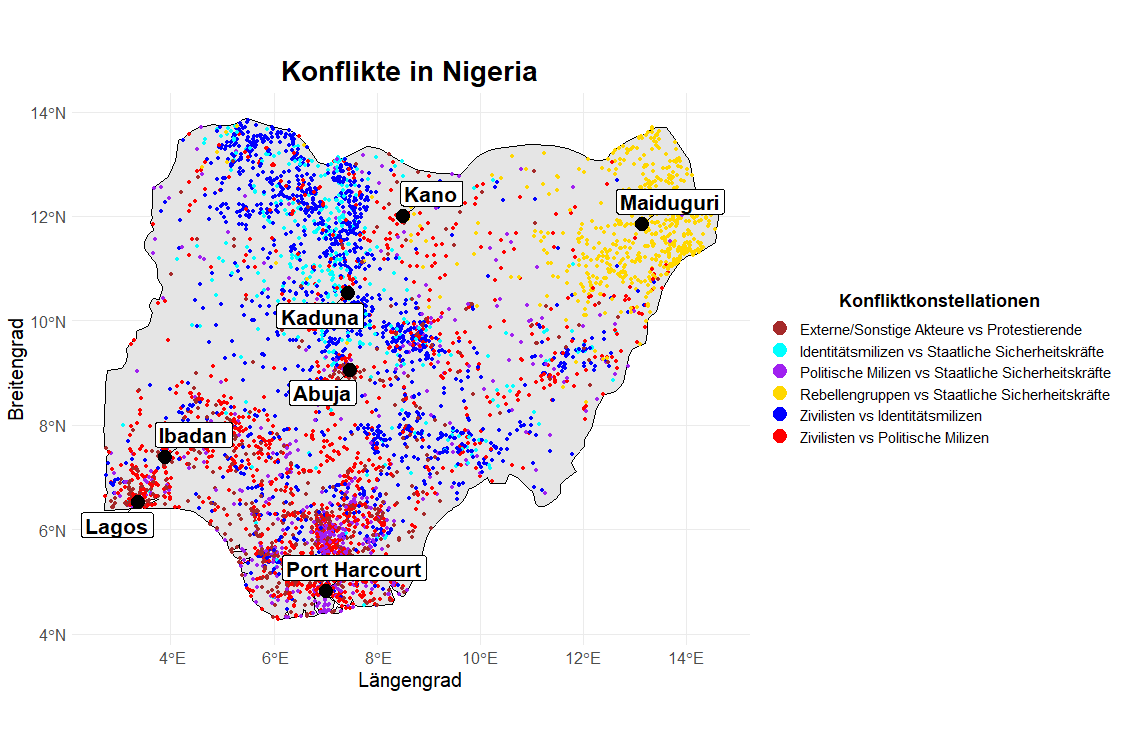 Konflikte in Nigeria
14°N
12°N
10°N
8°N
6°N
4°N
Breitengrad
Kano
Maiduguri
Kaduna
Abuja
Ibadan
Lagos
Port Harcourt
4°E
6°E
8°E
10°E
12°E
14°E
Längengrad
Konfliktkonstellationen
Externe/Sonstige Akteure vs Protestierende
Identitätsmilizen vs Staatliche Sicherheitskräfte
Politische Milizen vs Staatliche Sicherheitskräfte
Rebellengruppen vs Staatliche Sicherheitskräfte
Zivilisten vs Identitätsmilizen
Zivilisten vs Politische Milizen